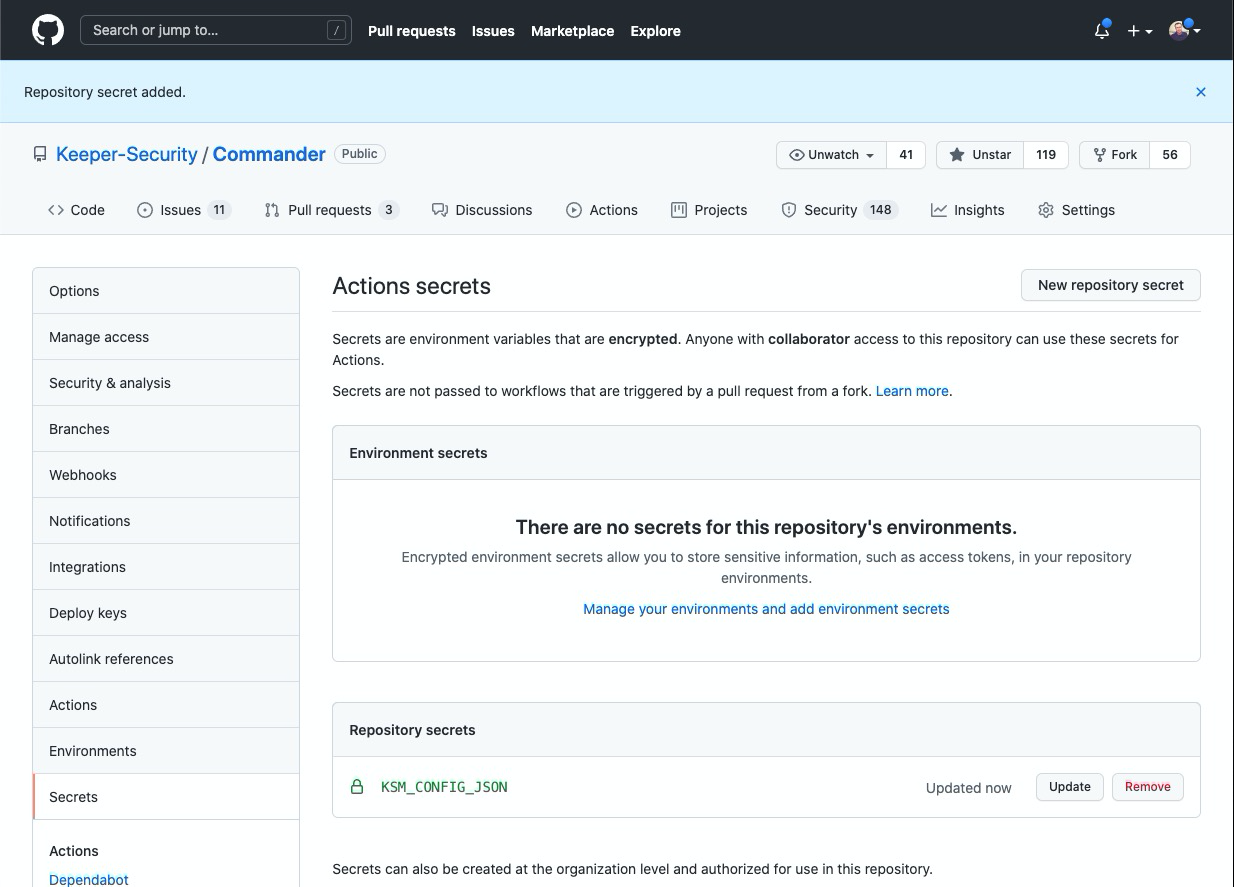 Search or jump to...
/
Pull requests
Issues
Marketplace
Explore
Repository secret added.
Keeper-Security / Commander
Public
Unwatch
41
Unstar
119
Fork
56
Code
Issues 11
Pull requests 3
Discussions
Actions
Projects
Security 148
Insights
Settings
Options
Manage access
Security & analysis
Branches
Webhooks
Notifications
Integrations
Deploy keys
Autolink references
Actions
Environments
Secrets
Actions
Dependabot
Actions secrets
New repository secret
Secrets are environment variables that are encrypted. Anyone with collaborator access to this repository can use these secrets for
Actions.
Secrets are not passed to workflows that are triggered by a pull request from a fork. Learn more.
Environment secrets
There are no secrets for this repository's environments.
Encrypted environment secrets allow you to store sensitive information, such as access tokens, in your repository
environments.
Manage your environments and add environment secrets
Repository secrets
KSM_CONFIG_JSON
Updated now
Update
Remove
Secrets can also be created at the organization level and authorized for use in this repository.